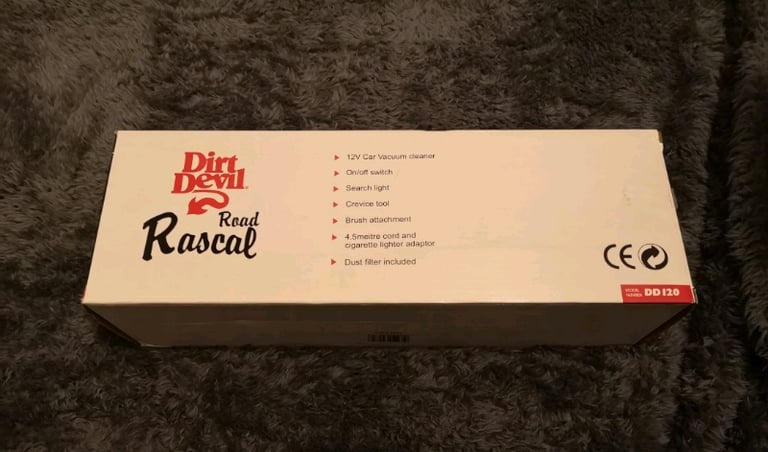 Dirt
Devil
Road
Rascal
12V Car Vacuum cleaner
On/off switch
Search light
Crevice tool
Brush attachment
4.5meitre cord and
cigarette lighter adaptor
Dust filter included
CE
MODEL
NUMBER
DD120